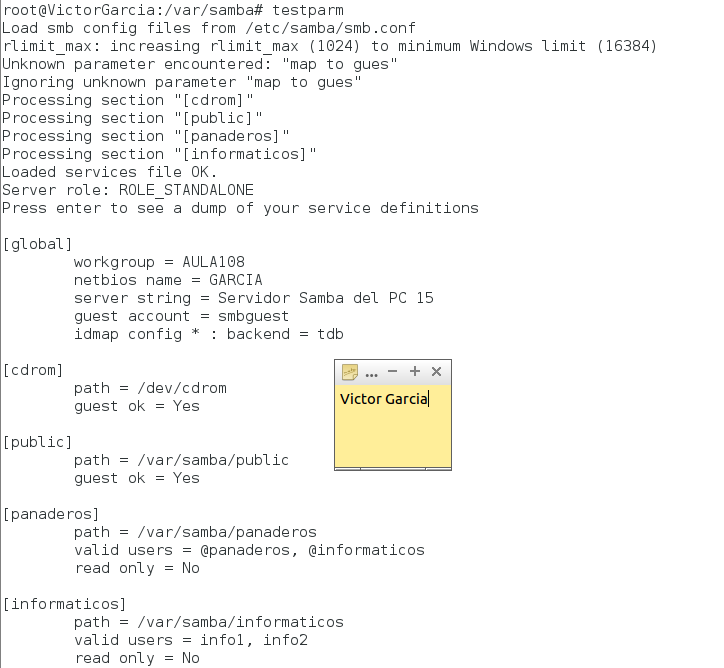 root@VictorGarcia:/var/samba# testparm
Load smb config files from /etc/samba/smb.conf
rlimit_max: increasing rlimit_max (1024) to minimum Windows limit (16384)
Unknown parameter encountered: "map to gues"
Ignoring unknown parameter "map to gues"
Processing section "[cdrom]"
Processing section "[public]"
Processing section "[panaderos]"
Processing section "[informaticos]"
Loaded services file OK.
Server role: ROLE_STANDALONE
Press enter to see a dump of your service definitions
[global]
workgroup = AULA108
netbios name = GARCIA
server string = Servidor Samba del PC 15
guest account = smbguest
idmap config * : backend = tdb
[cdrom]
path = /dev/cdrom
guest ok = Yes
...
Victor Garcia
[public]
path = /var/samba/public
guest ok = Yes
[panaderos]
path = /var/samba/panaderos
valid users = @panaderos, @informaticos
read only = No
[informaticos]
path = /var/samba/informaticos
valid users = info1, info2
read only = No